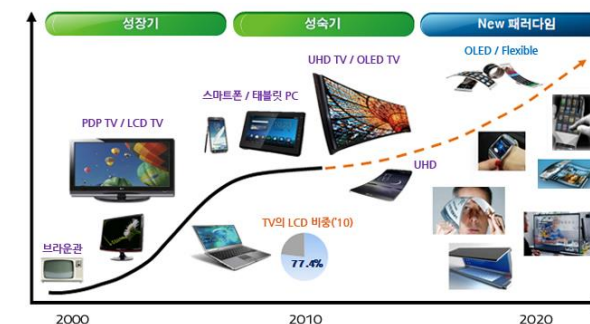 성장기
성숙기
New 패러다임
OLED / Flexible
UHD TV / OLED TV
스마트폰 / 태블릿 PC
PDP TV / LCD TV
UHD
TV의 LCD 비중('10)
브라운관
77.4%
2000
2010
2020